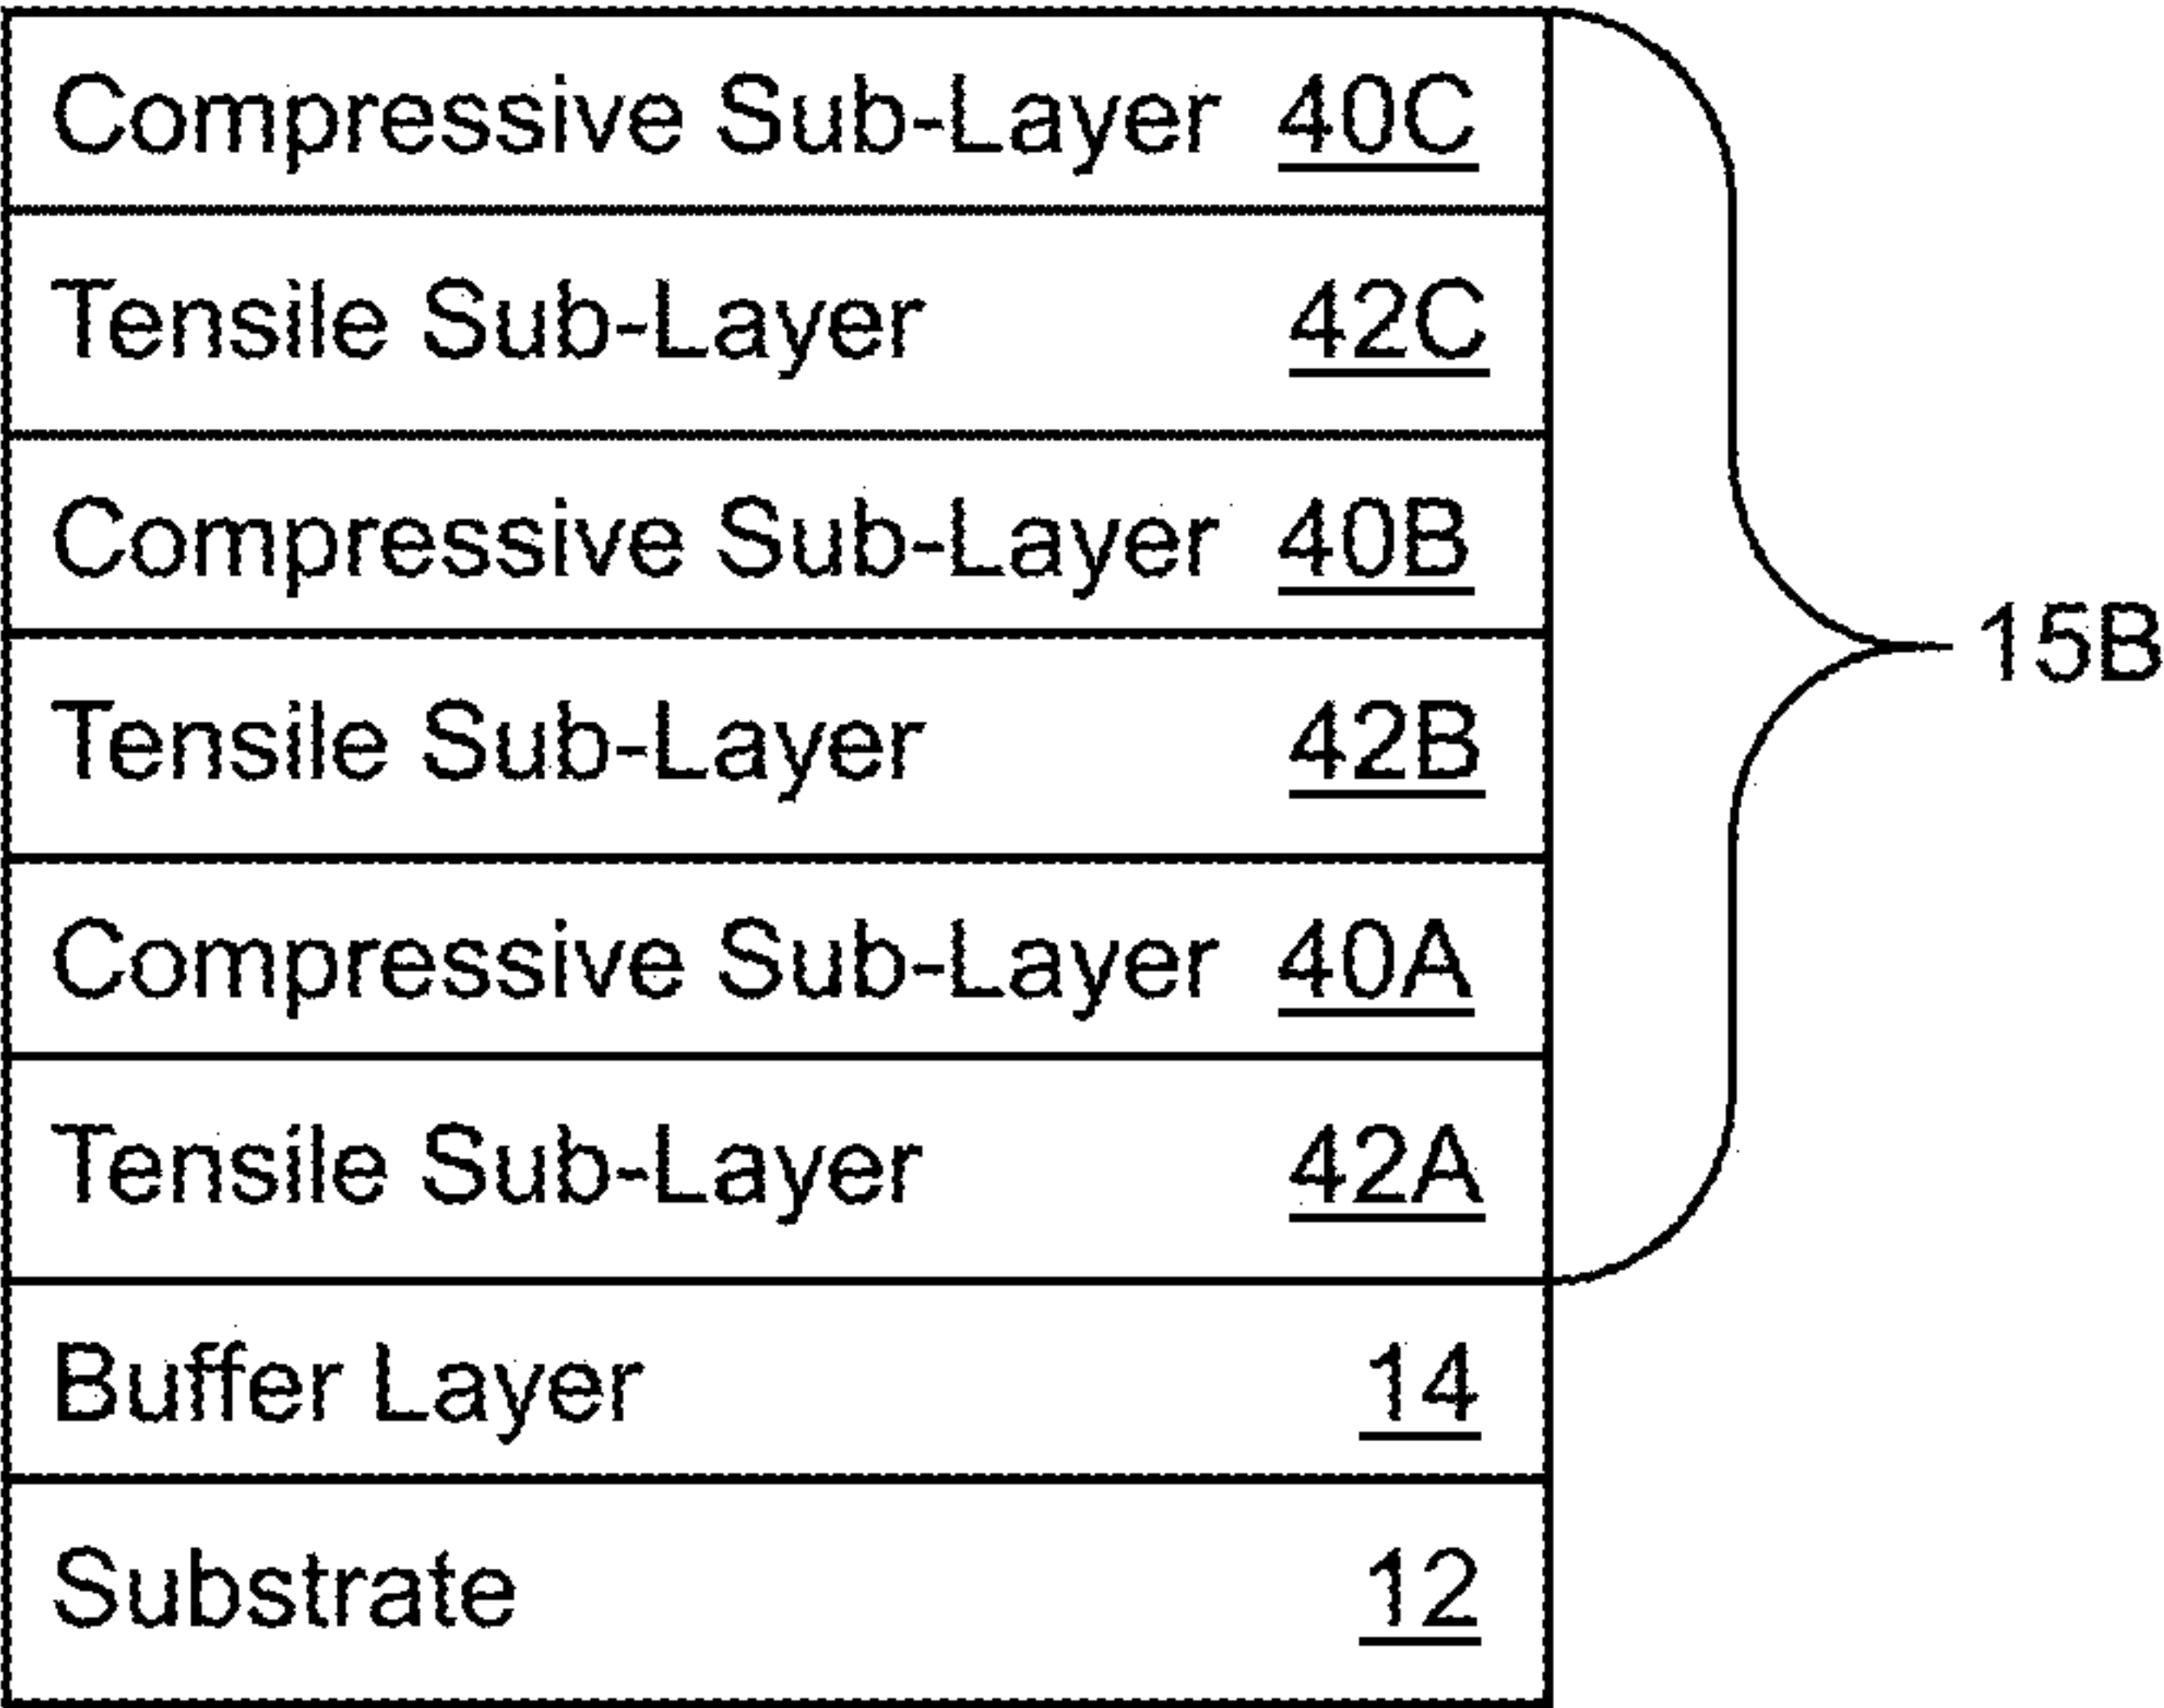 Compressive Sub-Layer 40C
Tensile Sub-Layer 42C
Compressive Sub-Layer 40B
15B
Tensile Sub-Layer 42B
Compressive Sub-Layer 40A
Tensile Sub-Layer 42A
Buffer Layer 14
Substrate 12